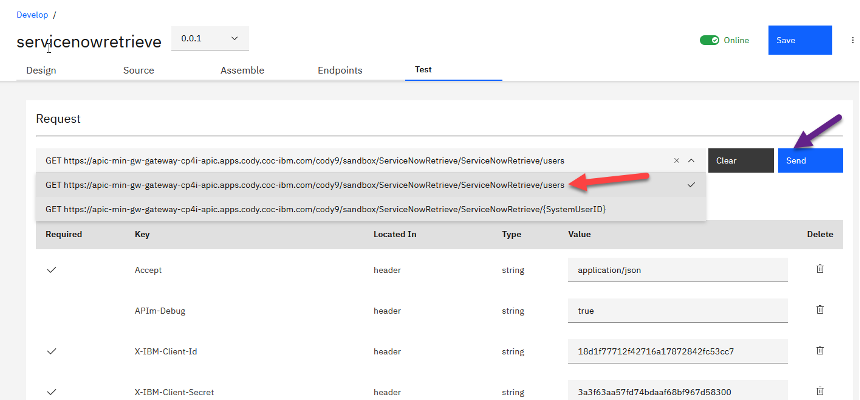 Develop /
servicenowretrieve 0.0.1 Online Save
Design Source Assemble Endpoints Test
Request
GET https://apic-min-gw-gateway-cp4i-apic.apps.cody.coc-ibm.com/cody9/sandbox/ServiceNowRetrieve/ServiceNowRetrieve/users Clear Send
GET https://apic-min-gw-gateway-cp4i-apic.apps.cody.coc-ibm.com/cody9/sandbox/ServiceNowRetrieve/ServiceNowRetrieve/users
GET https://apic-min-gw-gateway-cp4i-apic.apps.cody.coc-ibm.com/cody9/sandbox/ServiceNowRetrieve/ServiceNowRetrieve/{SystemUserID}
Required Key Located In Type Value Delete
Accept header string application/json
APIm-Debug header string true
X-IBM-Client-Id header string 18d1f77712f42716a17872842fc53cc7
X-IBM-Client-Secret header string 3a3f63aa57fd74bdaaf68bf967d58300